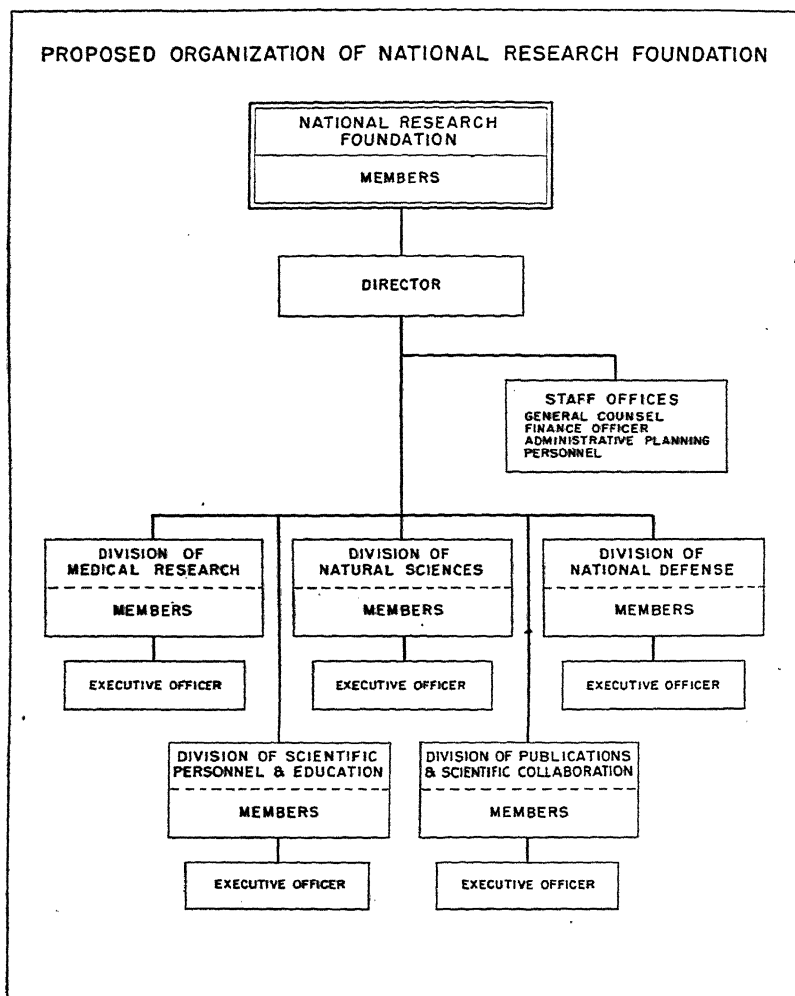 PROPOSED ORGANIZATION OF NATIONAL RESEARCH FOUNDATION
NATIONAL RESEARCH
FOUNDATION
MEMBERS
DIRECTOR
STAFF OFFICES
GENERAL COUNSEL
FINANCE OFFICER
ADMINISTRATIVE PLANNING
PERSONNEL
DIVISION OF
MEDICAL RESEARCH
MEMBERS
EXECUTIVE OFFICER
DIVISION OF
NATURAL SCIENCES
MEMBERS
EXECUTIVE OFFICER
DIVISION OF
NATIONAL DEFENSE
MEMBERS
EXECUTIVE OFFICER
DIVISION OF SCIENTIFIC
PERSONNEL & EDUCATION
MEMBERS
EXECUTIVE OFFICER
DIVISION OF PUBLICATIONS
& SCIENTIFIC COLLABORATION
MEMBERS
EXECUTIVE OFFICER